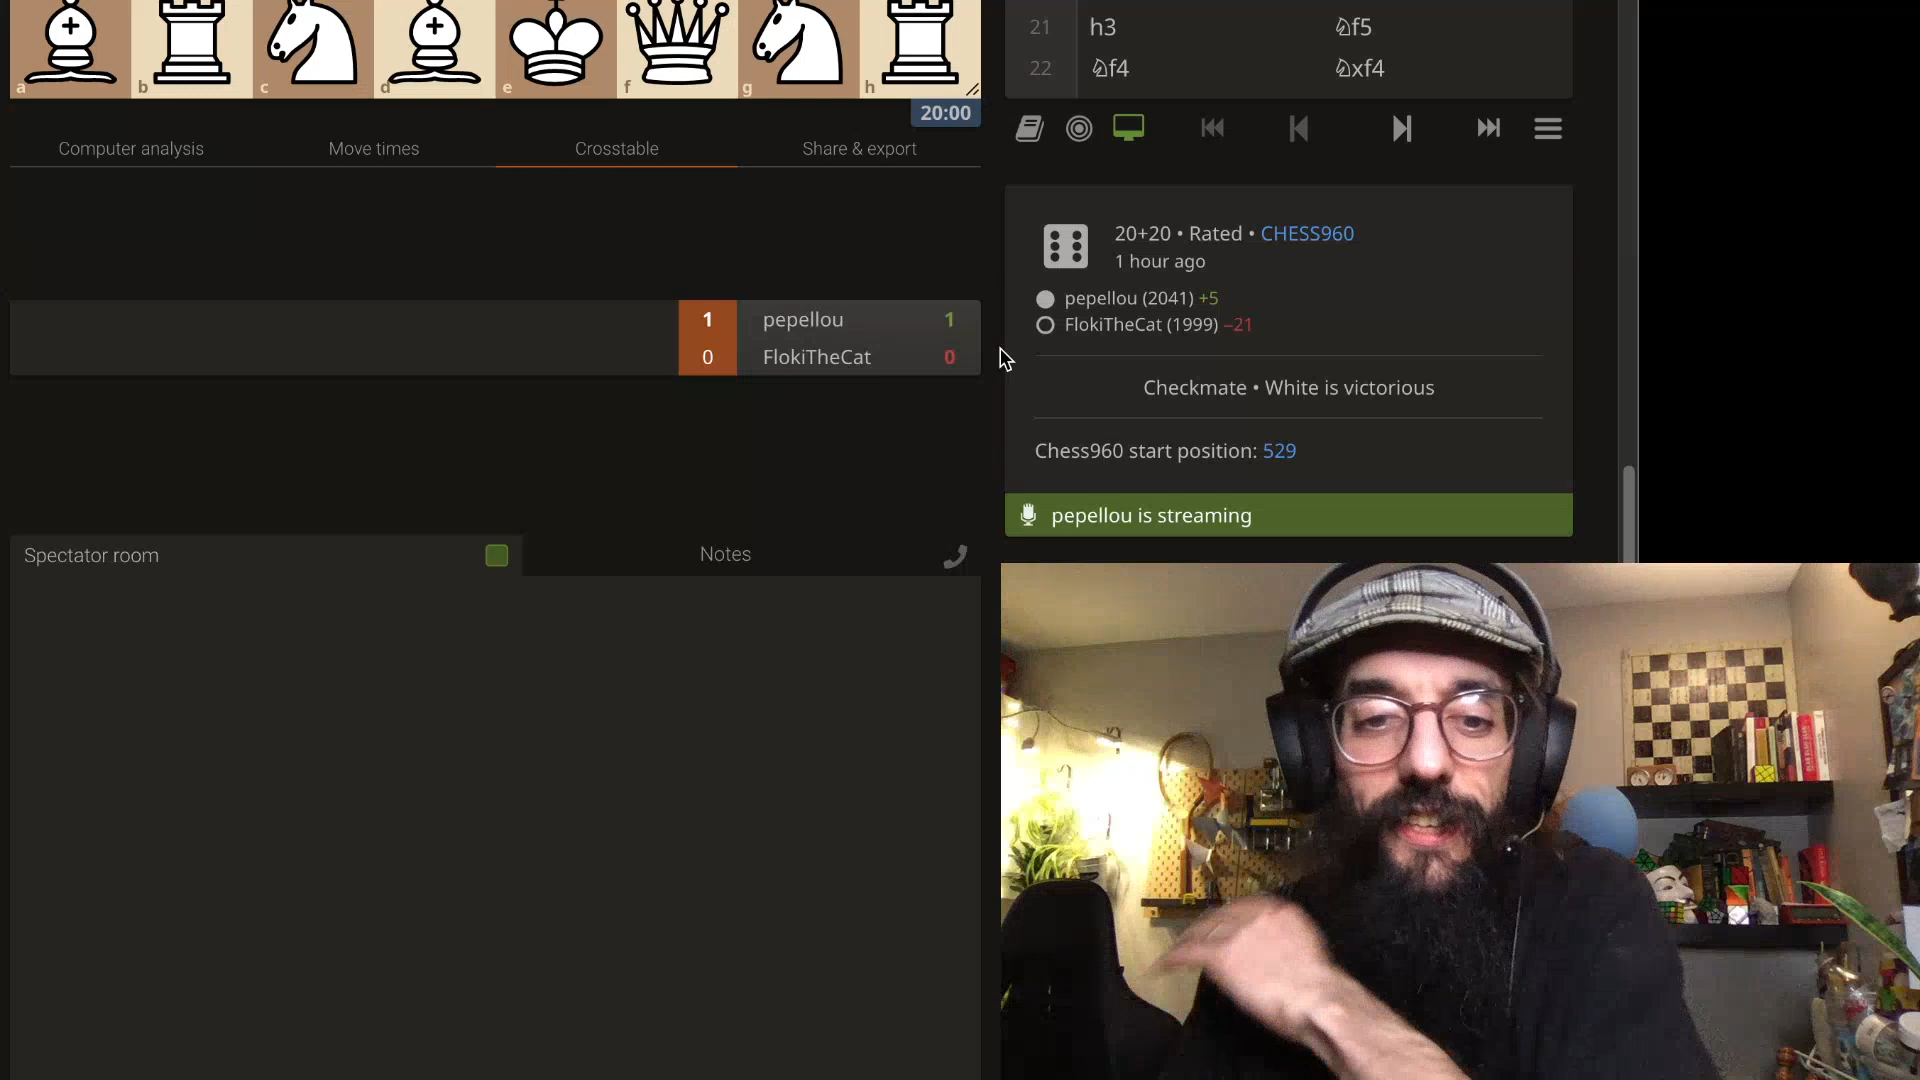 21 h3 ♘f5
22 ♘f4 ♘xf4
a b c d e f g h
20:00
Computer analysis Move times Crosstable Share & export
20+20 • Rated • CHESS960
1 hour ago
pepellou (2041) +5
FlokiTheCat (1999) −21
1 pepellou 1
0 FlokiTheCat 0
Checkmate • White is victorious
Chess960 start position: 529
pepellou is streaming
Spectator room Notes